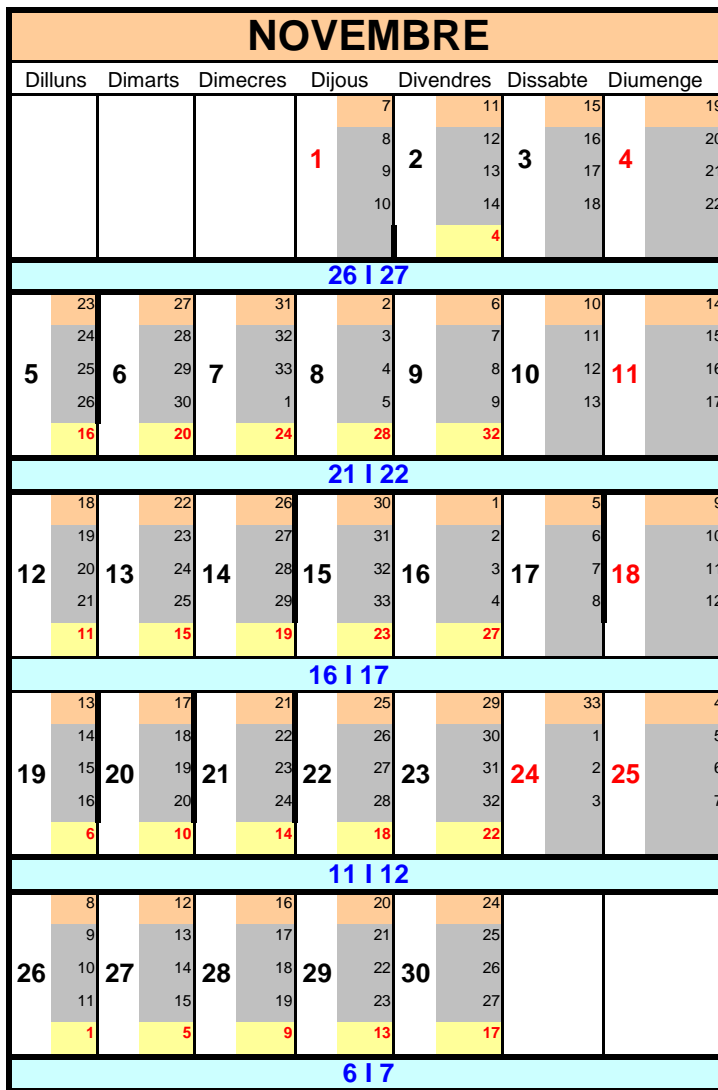 NOVEMBRE
Dilluns Dimarts Dimecres Dijous Divendres Dissabte Diumenge
7 11 15 19
8 12 16 20
1 2 3 4
9 13 17 21
10 14 18 22
4
26 I 27
23 27 31 2 6 10 14
24 28 32 3 7 11 15
5 25 6 29 7 33 8 4 9 8 10 12 11 16
26 30 1 5 9 13 17
16 20 24 28 32
21 I 22
18 22 26 30 1 5 9
19 23 27 31 2 6 10
12 20 13 24 14 28 15 32 16 3 17 7 18 11
21 25 29 33 4 8 12
11 15 19 23 27
16 I 17
13 17 21 25 29 33 4
14 18 22 26 30 1 5
19 15 20 19 21 23 22 27 23 31 24 2 25 6
16 20 24 28 32 3 7
6 10 14 18 22
11 I 12
8 12 16 20 24
9 13 17 21 25
26 10 27 14 28 18 29 22 30 26
11 15 19 23 27
1 5 9 13 17
6 I 7